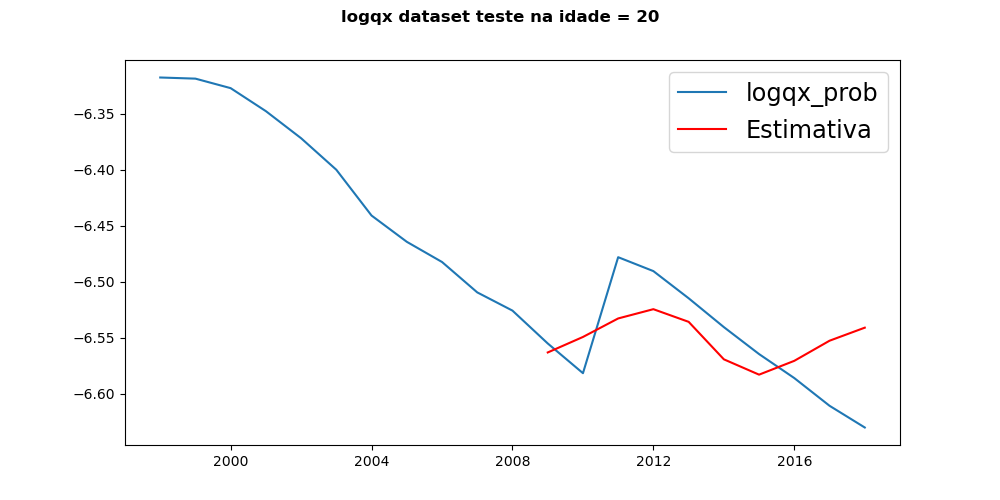 logqx dataset teste na idade = 20
logqx_prob
Estimativa
−6.35
−6.40
−6.45
−6.50
−6.55
−6.60
2000 2004 2008 2012 2016